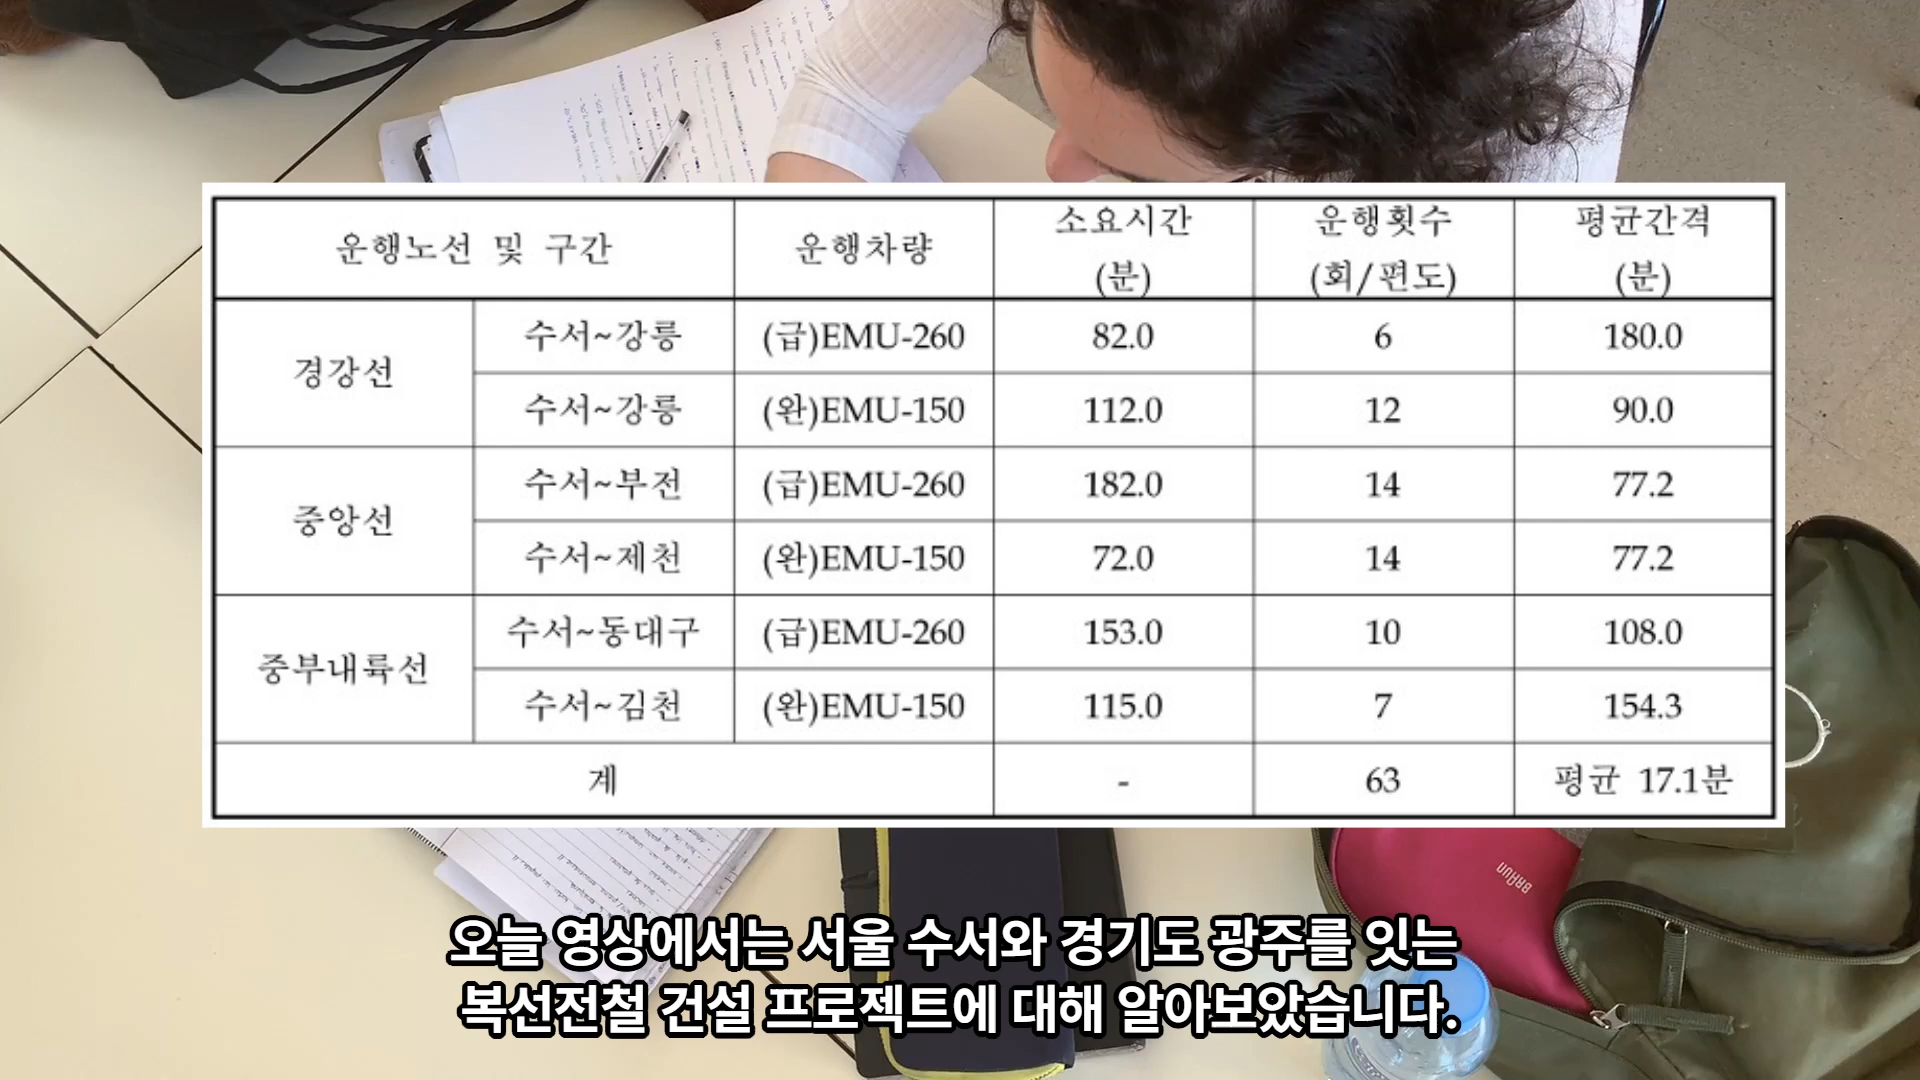 운행노선 및 구간 운행차량 소요시간 (분) 운행횟수 (회/편도) 평균간격 (분)
경강선 수서~강릉 (급)EMU-260 82.0 6 180.0
수서~강릉 (완)EMU-150 112.0 12 90.0
중앙선 수서~부전 (급)EMU-260 182.0 14 77.2
수서~제천 (완)EMU-150 72.0 14 77.2
중부내륙선 수서~동대구 (급)EMU-260 153.0 10 108.0
수서~김천 (완)EMU-150 115.0 7 154.3
계 - 63 평균 17.1분
BRAUN
오늘 영상에서는 서울 수서와 경기도 광주를 잇는
복선전철 건설 프로젝트에 대해 알아보았습니다.